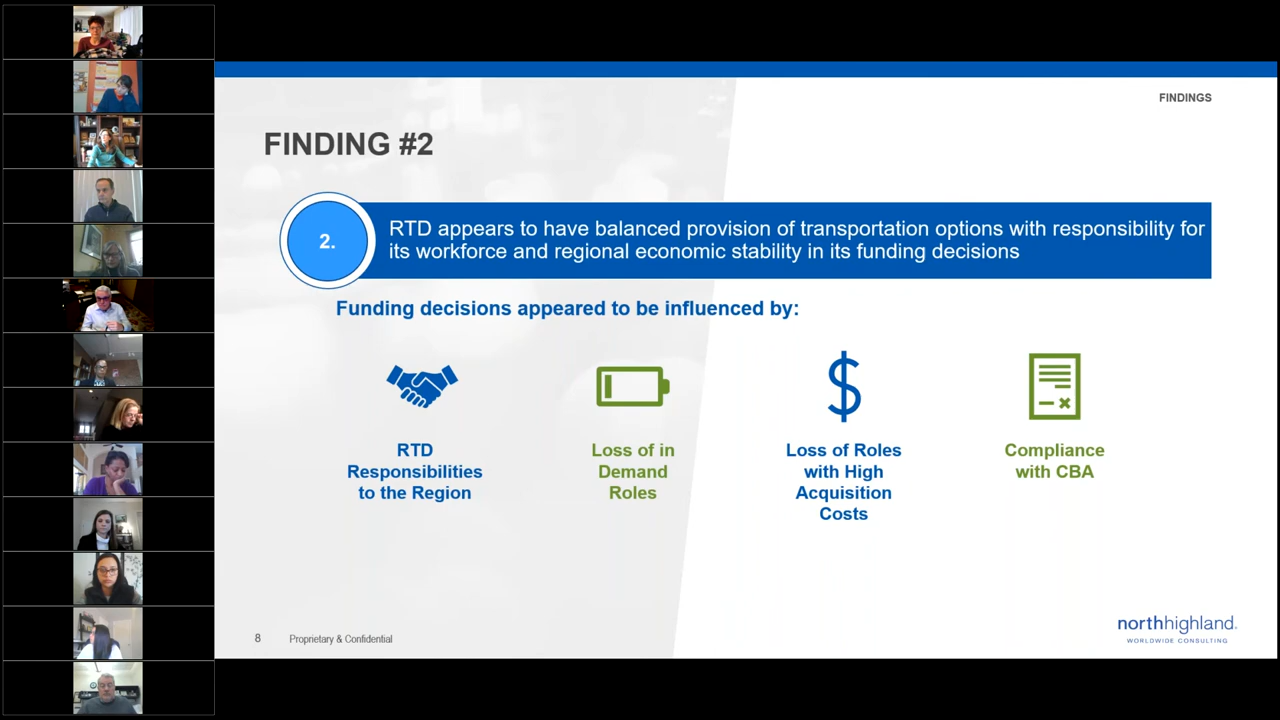 FINDINGS
FINDING #2
2.
RTD appears to have balanced provision of transportation options with responsibility for
its workforce and regional economic stability in its funding decisions
Funding decisions appeared to be influenced by:
RTD
Responsibilities
to the Region
Loss of in
Demand
Roles
Loss of Roles
with High
Acquisition
Costs
Compliance
with CBA
8
Proprietary & Confidential
northhighland.
WORLDWIDE CONSULTING